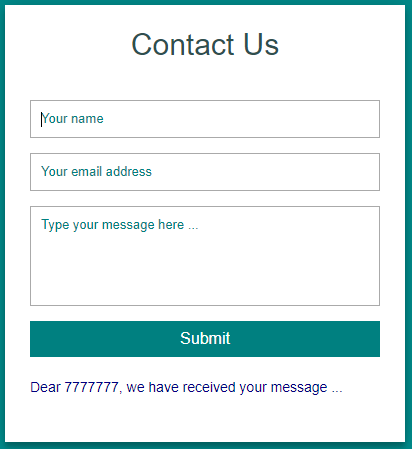 Contact Us
Your name
Your email address
Type your message here ...
Submit
Dear 7777777, we have received your message ...